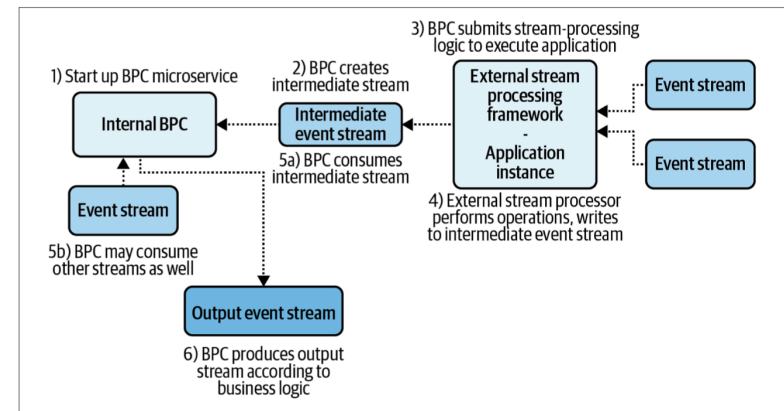 3) BPC submits stream-processing
logic to execute application
1) Start up BPC microservice
2) BPC creates
intermediate stream
Internal BPC
Intermediate
event stream
External stream
processing
framework
-
Application
instance
Event stream
Event stream
5a) BPC consumes
intermediate stream
4) External stream processor
performs operations, writes
to intermediate event stream
Event stream
5b) BPC may consume
other streams as well
Output event stream
6) BPC produces output
stream according to
business logic